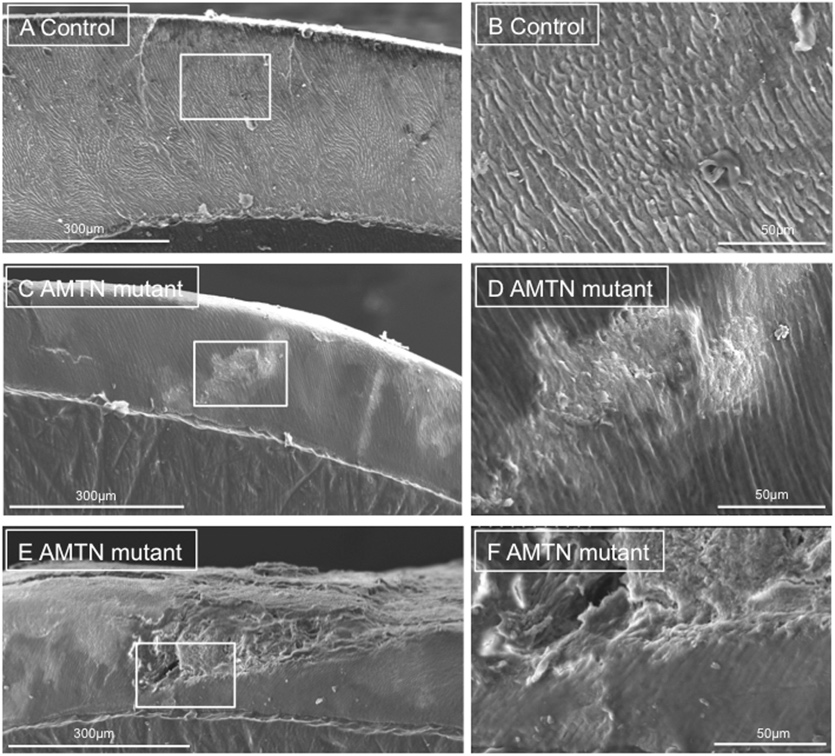 A Control
300µm
B Control
50µm
C AMTN mutant
300µm
D AMTN mutant
50µm
E AMTN mutant
300µm
F AMTN mutant
50µm